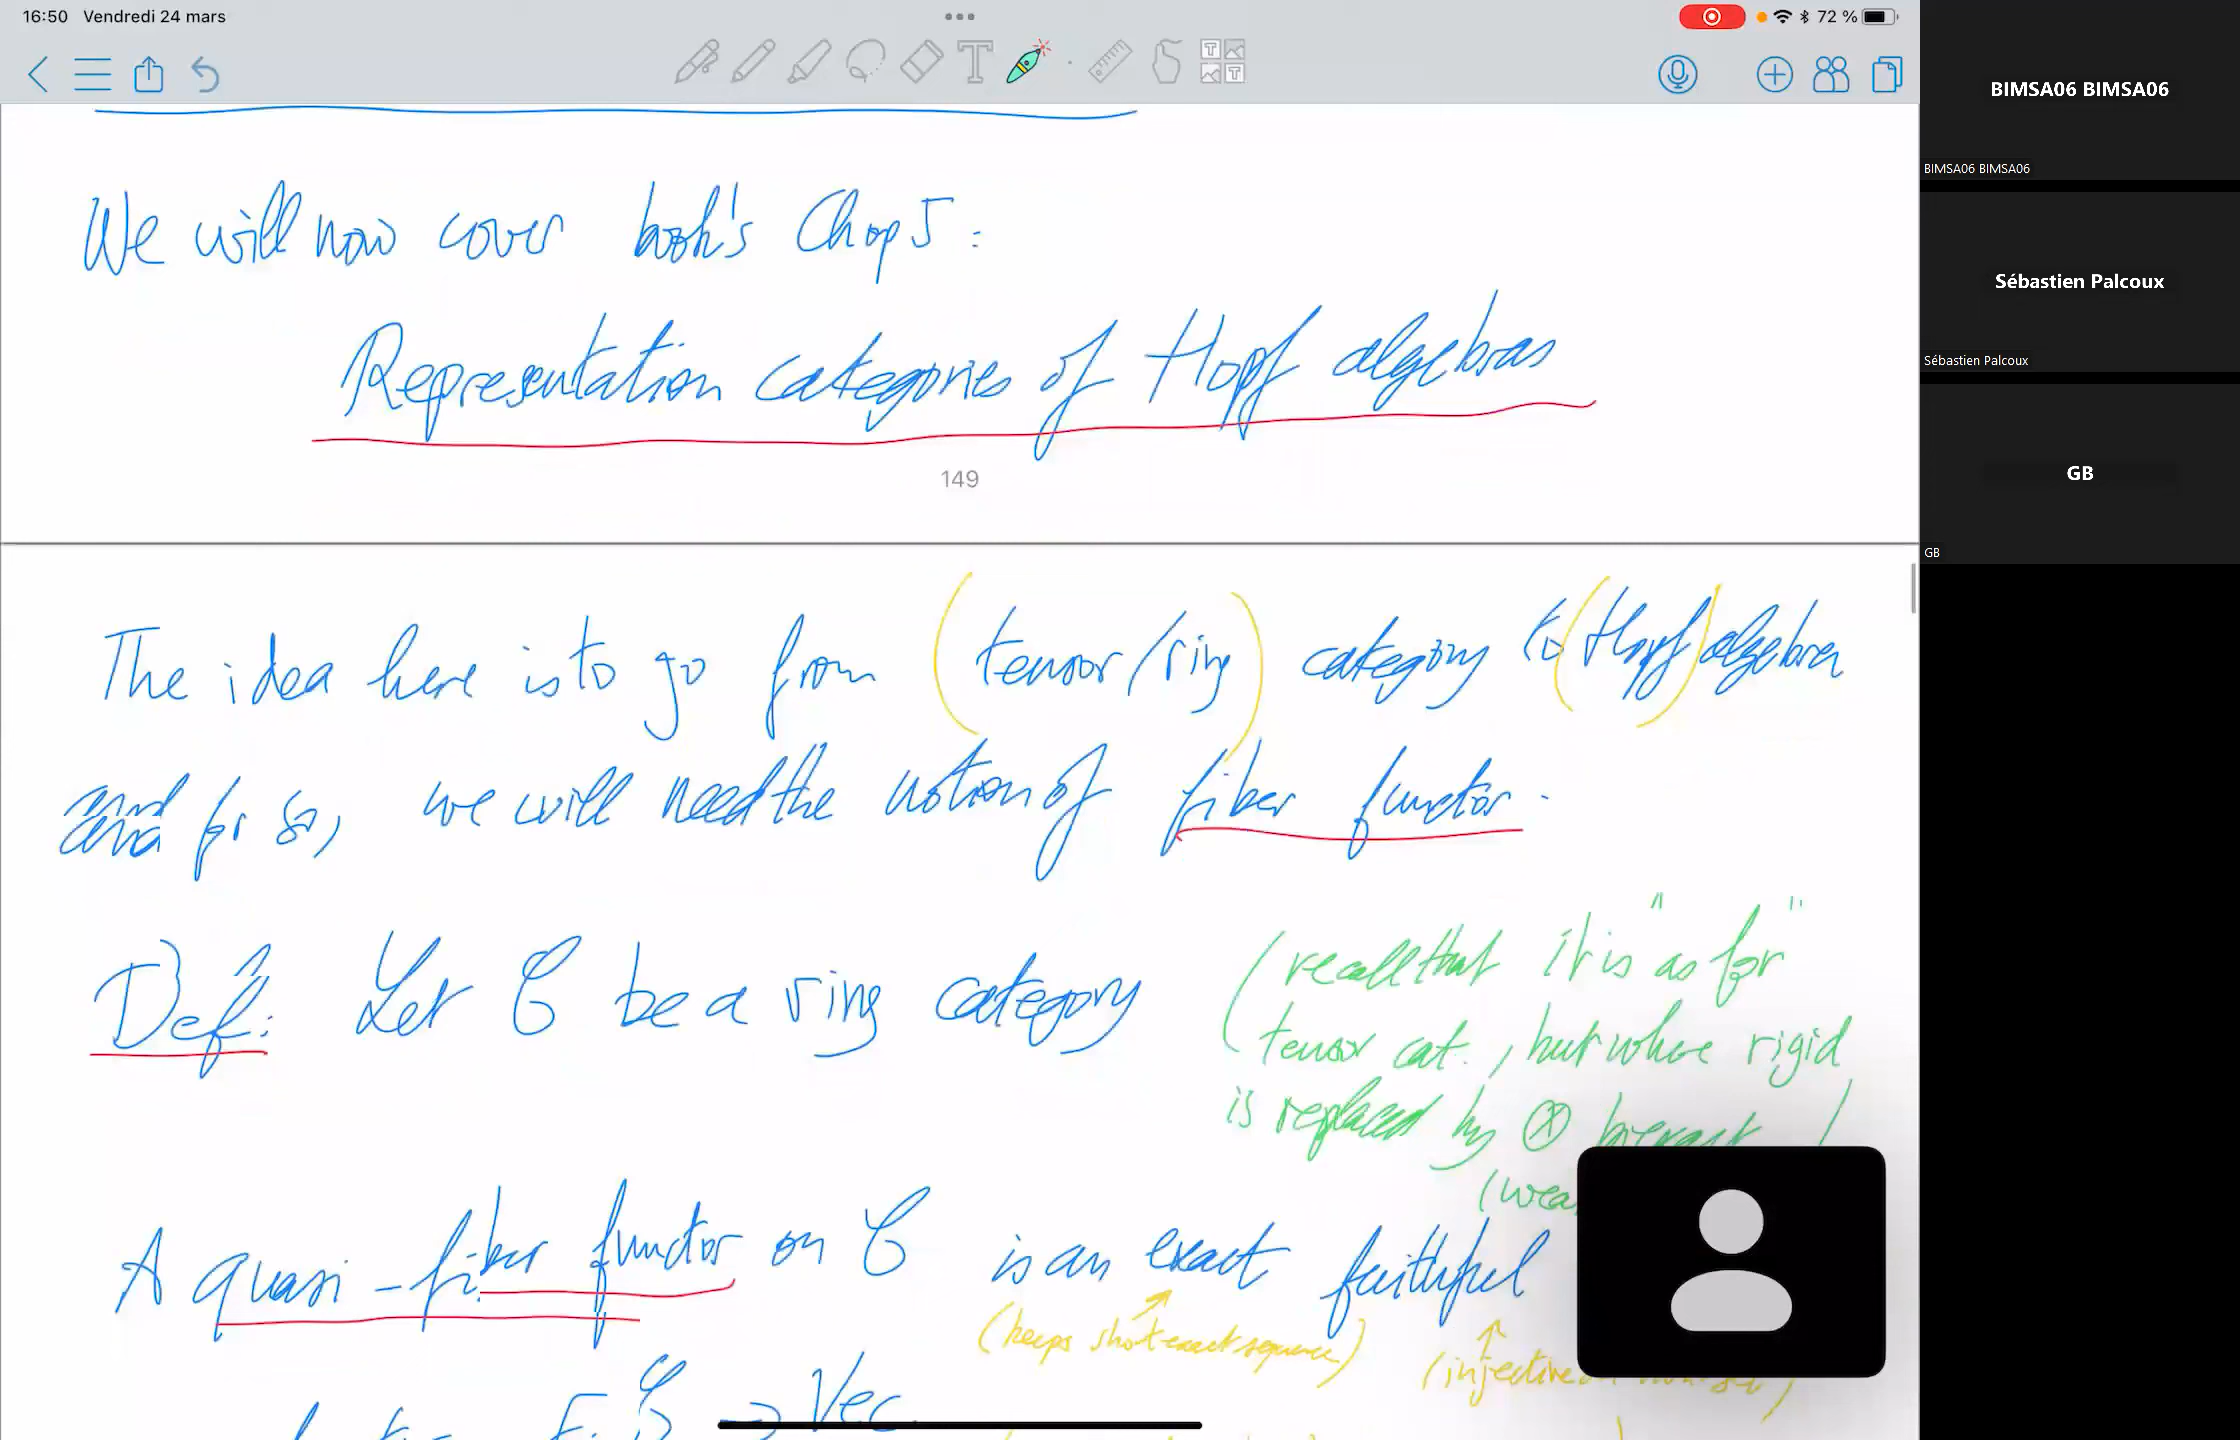 16:50 Vendredi 24 mars
72 %
We will now cover book's Chap 5 :
Representation categories of Hopf algebras
149
The idea here is to go from (tensor/ring) category to (Hopf) algebra
and for so, we will need the notion of fiber functor.
Def: Let C be a ring category
(recall that it is "as for"
tensor cat., but where rigid
is replaced by ⊗ biexact )
A quasi-fiber functor on C is an exact faithful
(keeps short exact sequence)
(injective
F: C → Vec
BIMSA06 BIMSA06
BIMSA06 BIMSA06
Sébastien Palcoux
Sébastien Palcoux
GB
GB